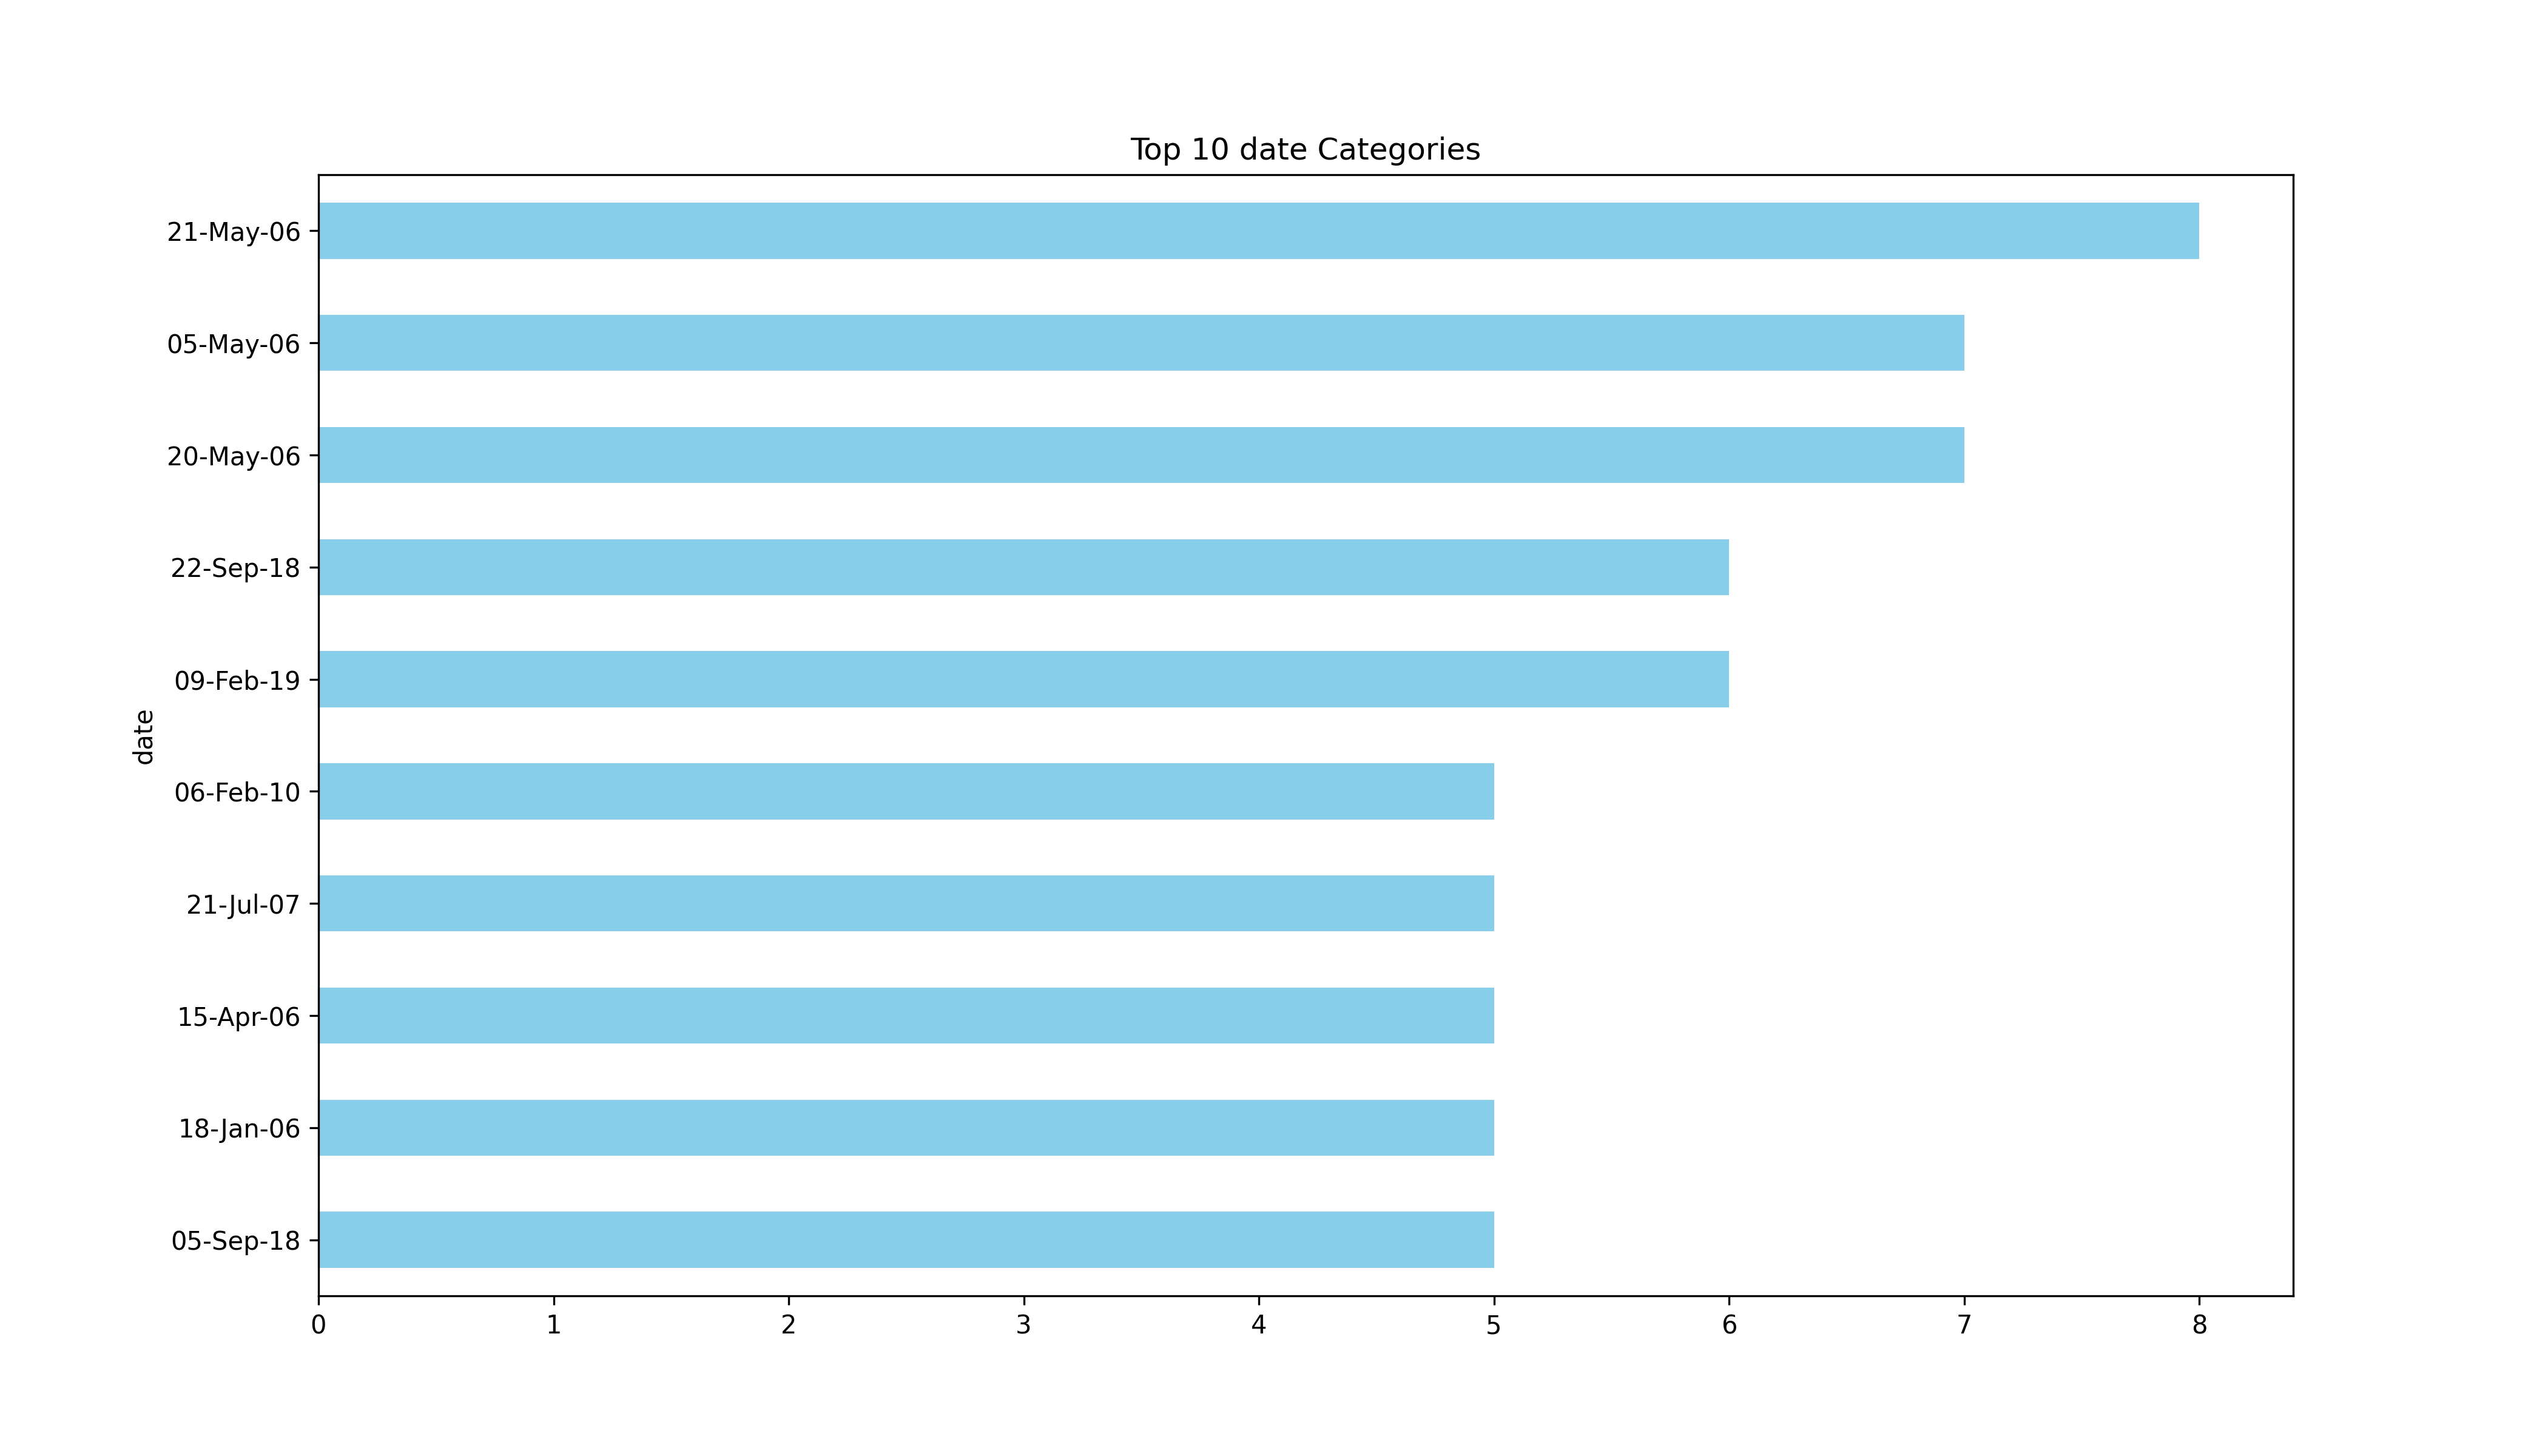 Top 10 date Categories
21-May-06
05-May-06
20-May-06
22-Sep-18
09-Feb-19
06-Feb-10
21-Jul-07
15-Apr-06
18-Jan-06
05-Sep-18
date
0 1 2 3 4 5 6 7 8